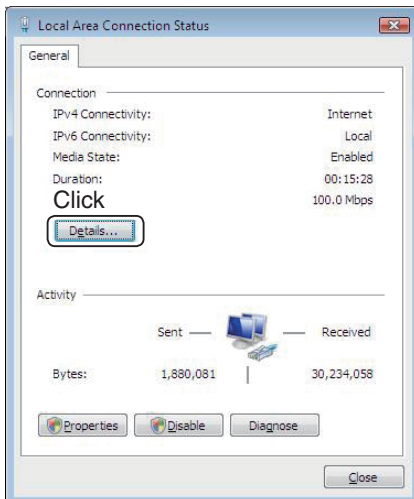 Local Area Connection Status
General
Connection
IPv4 Connectivity: Internet
IPv6 Connectivity: Local
Media State: Enabled
Duration: 00:15:28
Click 100.0 Mbps
Details...
Activity
Sent Received
Bytes: 1,880,081 30,234,058
Properties Disable Diagnose
Close